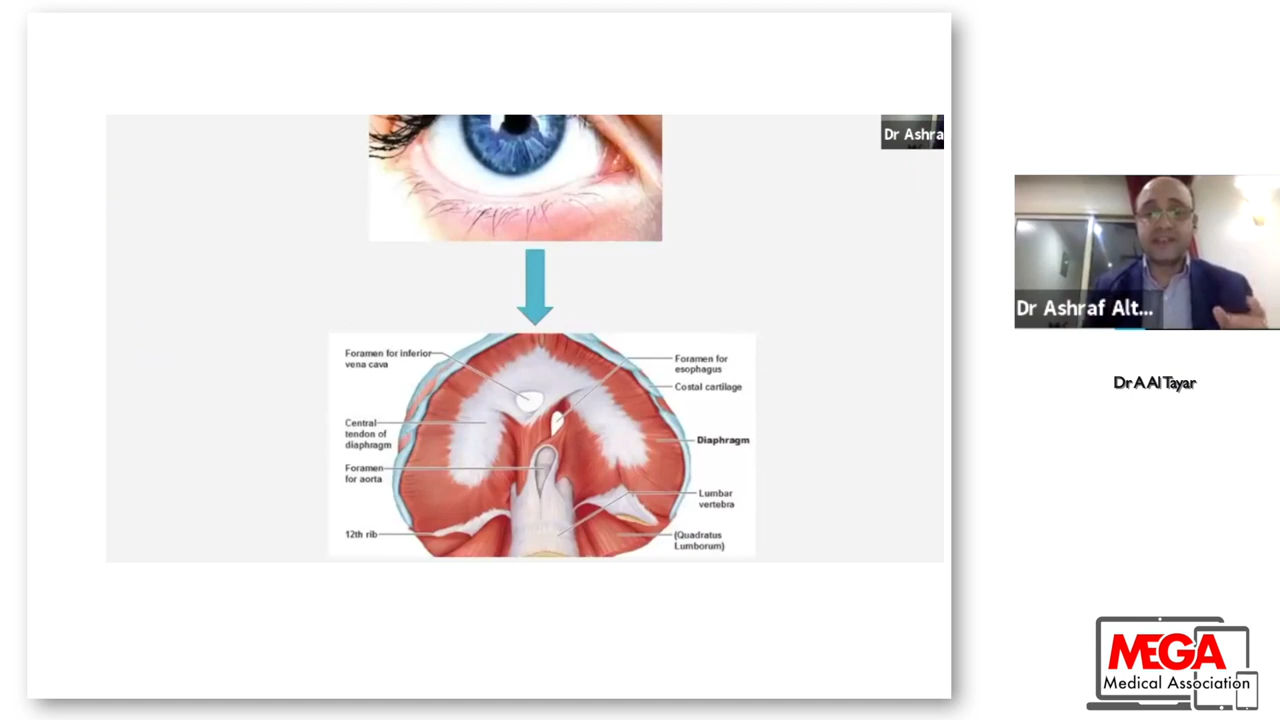 Dr Ashra
Foramen for inferior
vena cava
Foramen for
esophagus
Costal cartilage
Central
tendon of
diaphragm
Diaphragm
Foramen
for aorta
Lumbar
vertebra
12th rib
(Quadratus
Lumborum)
Dr Ashraf Alt...
Dr A Al Tayar
MEGA
Medical Association